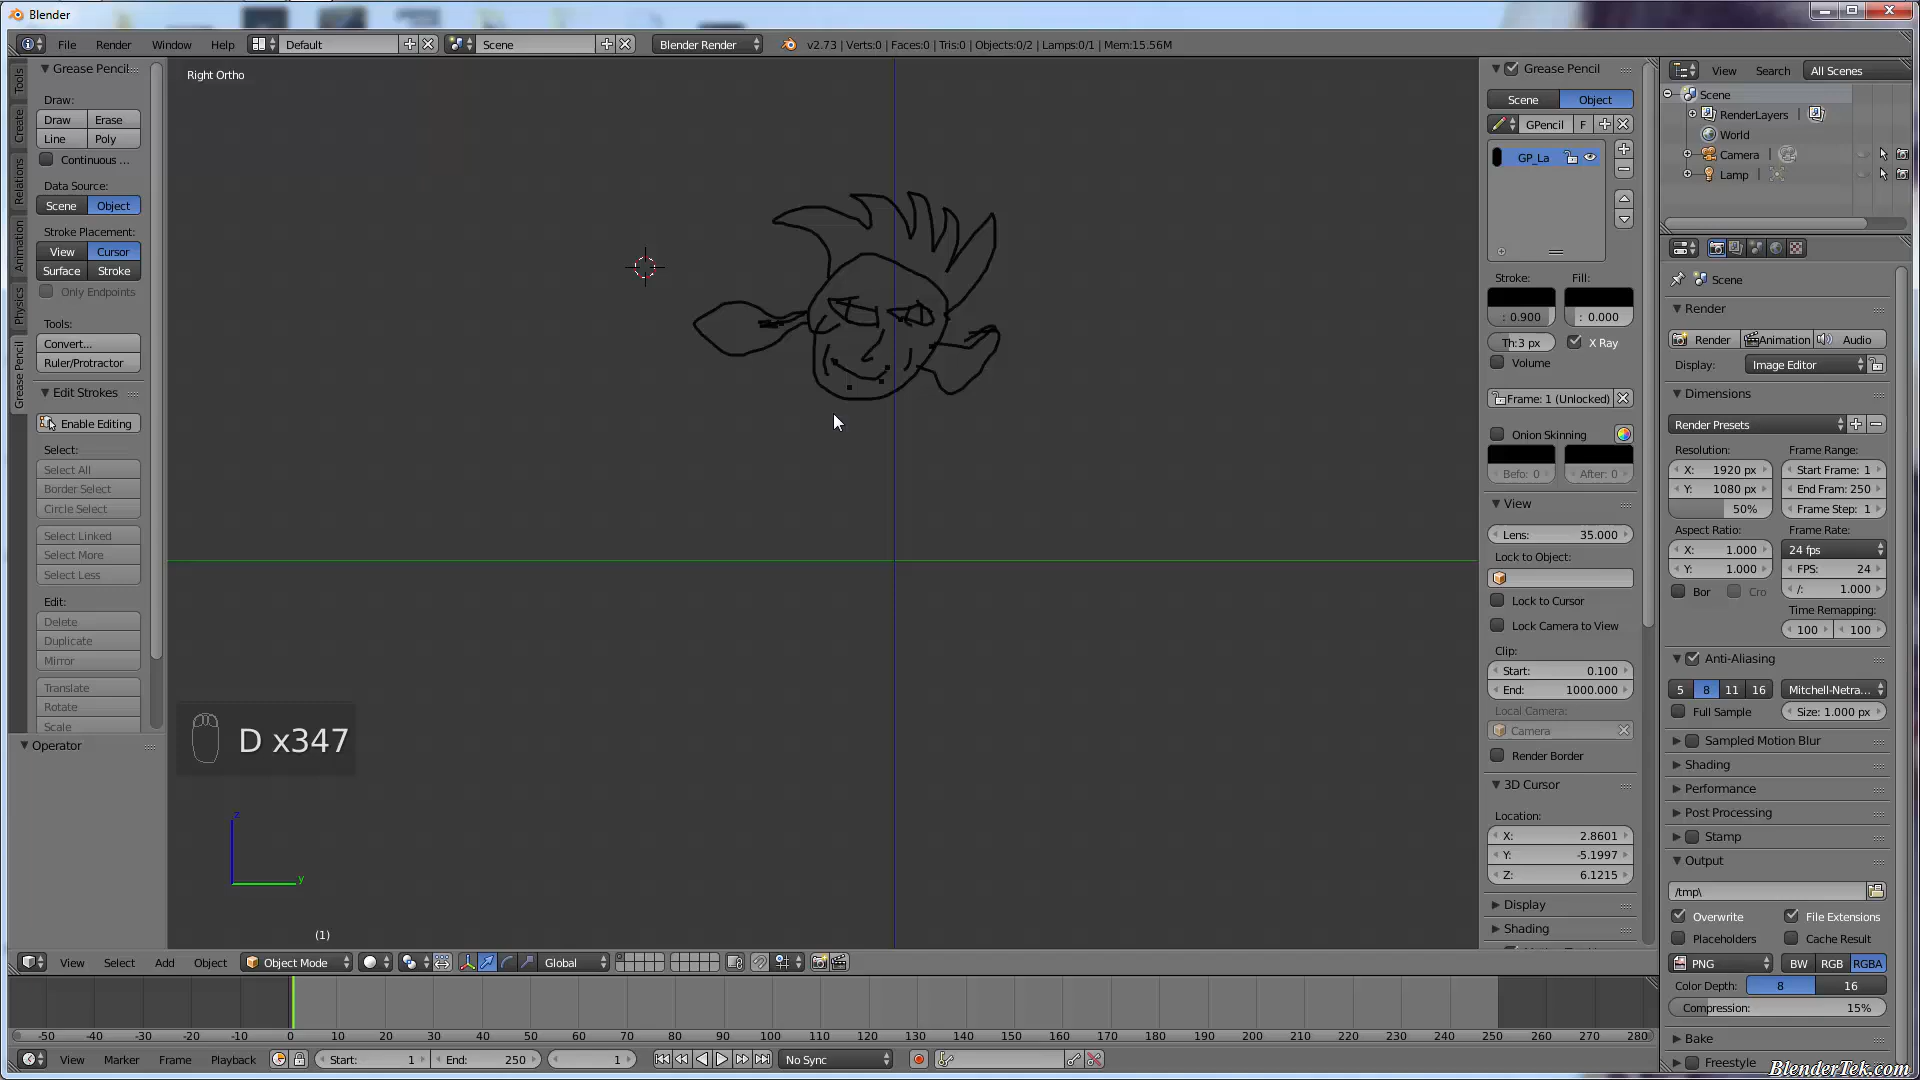 Blender
File Render Window Help Default Scene Blender Render v2.73 | Verts:0 | Faces:0 | Tris:0 | Objects:0/2 | Lamps:0/1 | Mem:15.56M
Tools
Create
Relations
Animation
Physics
Grease Pencil
Grease Pencil
Draw:
Draw Erase
Line Poly
Continuous ...
Data Source:
Scene Object
Stroke Placement:
View Cursor
Surface Stroke
Only Endpoints
Tools:
Convert...
Ruler/Protractor
Edit Strokes
Enable Editing
Select:
Select All
Border Select
Circle Select
Select Linked
Select More
Select Less
Edit:
Delete
Duplicate
Mirror
Translate
Rotate
Scale
Operator
Right Ortho
D x347
z
y
(1)
Grease Pencil
Scene Object
GPencil F
GP_La
Stroke: Fill:
: 0.900 : 0.000
Th:3 px X Ray
Volume
Frame: 1 (Unlocked)
Onion Skinning
Befo: 0 After: 0
View
Lens: 35.000
Lock to Object:
Lock to Cursor
Lock Camera to View
Clip:
Start: 0.100
End: 1000.000
Local Camera:
Camera
Render Border
3D Cursor
Location:
X: 2.8601
Y: -5.1997
Z: 6.1215
Display
Shading
View Search All Scenes
Scene
RenderLayers
World
Camera
Lamp
Scene
Render
Render Animation Audio
Display: Image Editor
Dimensions
Render Presets
Resolution: Frame Range:
X: 1920 px Start Frame: 1
Y: 1080 px End Fram: 250
50% Frame Step: 1
Aspect Ratio: Frame Rate:
X: 1.000 24 fps
Y: 1.000 FPS: 24
Bor Cro /: 1.000
Time Remapping:
100 100
Anti-Aliasing
5 8 11 16 Mitchell-Netra...
Full Sample Size: 1.000 px
Sampled Motion Blur
Shading
Performance
Post Processing
Stamp
Output
/tmp\
Overwrite File Extensions
Placeholders Cache Result
PNG BW RGB RGBA
Color Depth: 8 16
Compression: 15%
Bake
Freestyle
View Select Add Object Object Mode Global
-50 -40 -30 -20 -10 0 10 20 30 40 50 60 70 80 90 100 110 120 130 140 150 160 170 180 190 200 210 220 230 240 250 260 270 280
View Marker Frame Playback Start: 1 End: 250 1 No Sync
BlenderTek.com